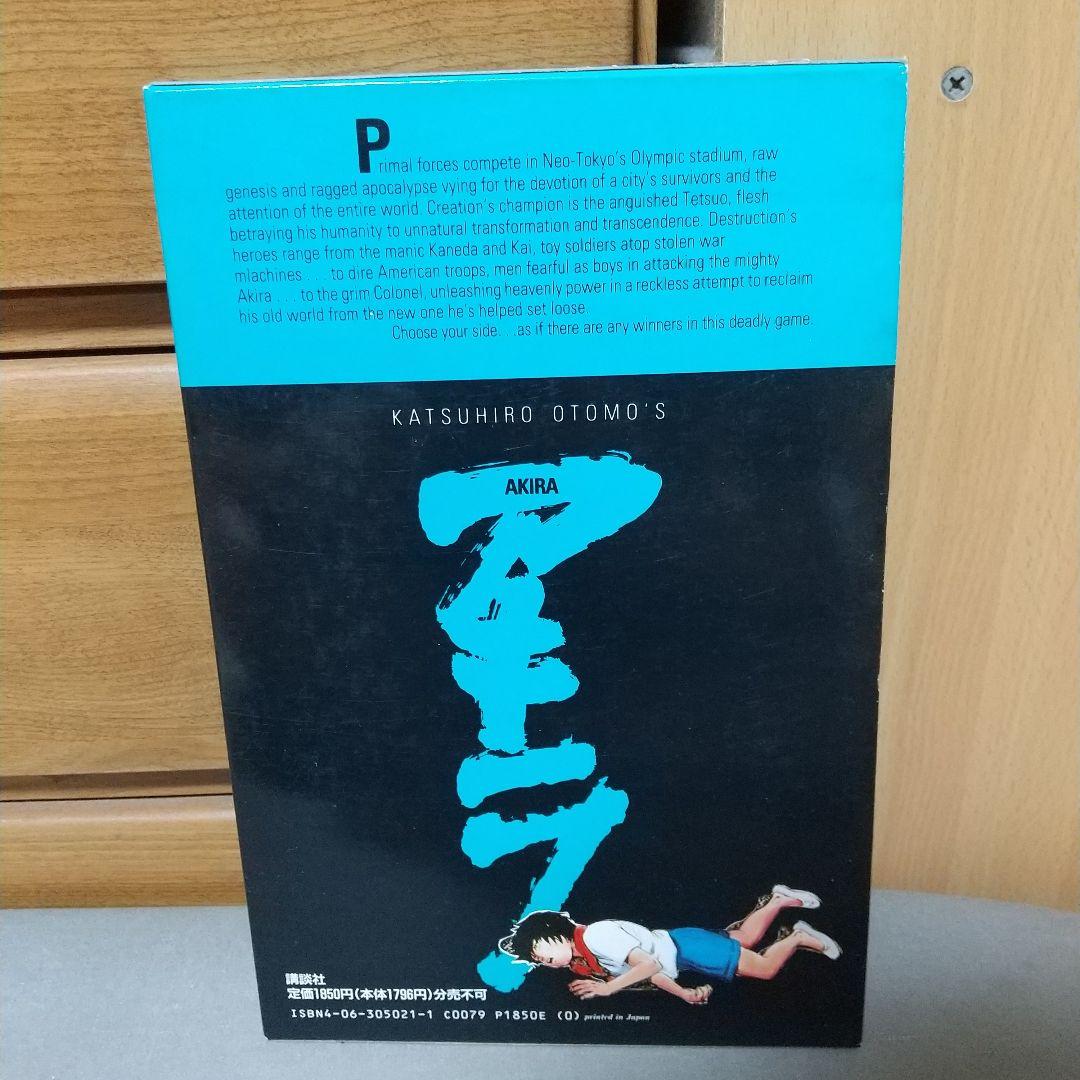 Primal forces compete in Neo-Tokyo's Olympic stadium, raw
genesis and ragged apocalypse vying for the devotion of a city's survivors and the
attention of the entire world. Creation's champion is the anguished Tetsuo, flesh
betraying his humanity to unnatural transformation and transcendence. Destruction's
heroes range from the manic Kaneda and Kai, toy soldiers atop stolen war
mlachines . . . to dire American troops, men fearful as boys in attacking the mighty
Akira . . . to the grim Colonel, unleashing heavenly power in a reckless attempt to reclaim
his old world from the new one he's helped set loose.
Choose your side. . . .as if there are any winners in this deadly game.
KATSUHIRO OTOMO'S
AKIRA
アキラ
講談社
定価1850円(本体1796円)分売不可
ISBN4-06-305021-1 C0079 P1850E (0) printed in Japan